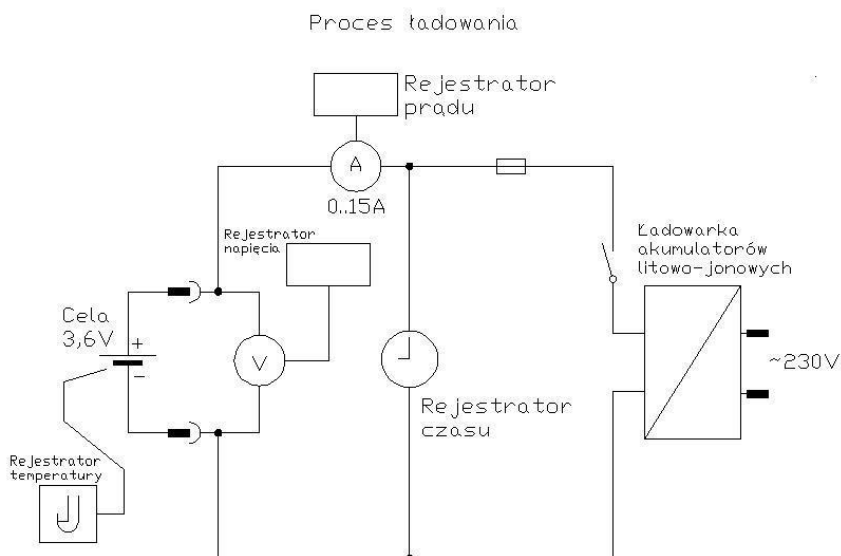 Proces ładowania
Rejestrator
prądu
A
0..15A
Rejestrator
napięcia
Ładowarka
akumulatorów
litowo-jonowych
Cela
3,6V
+
-
V
~230V
Rejestrator
czasu
Rejestrator
temperatury